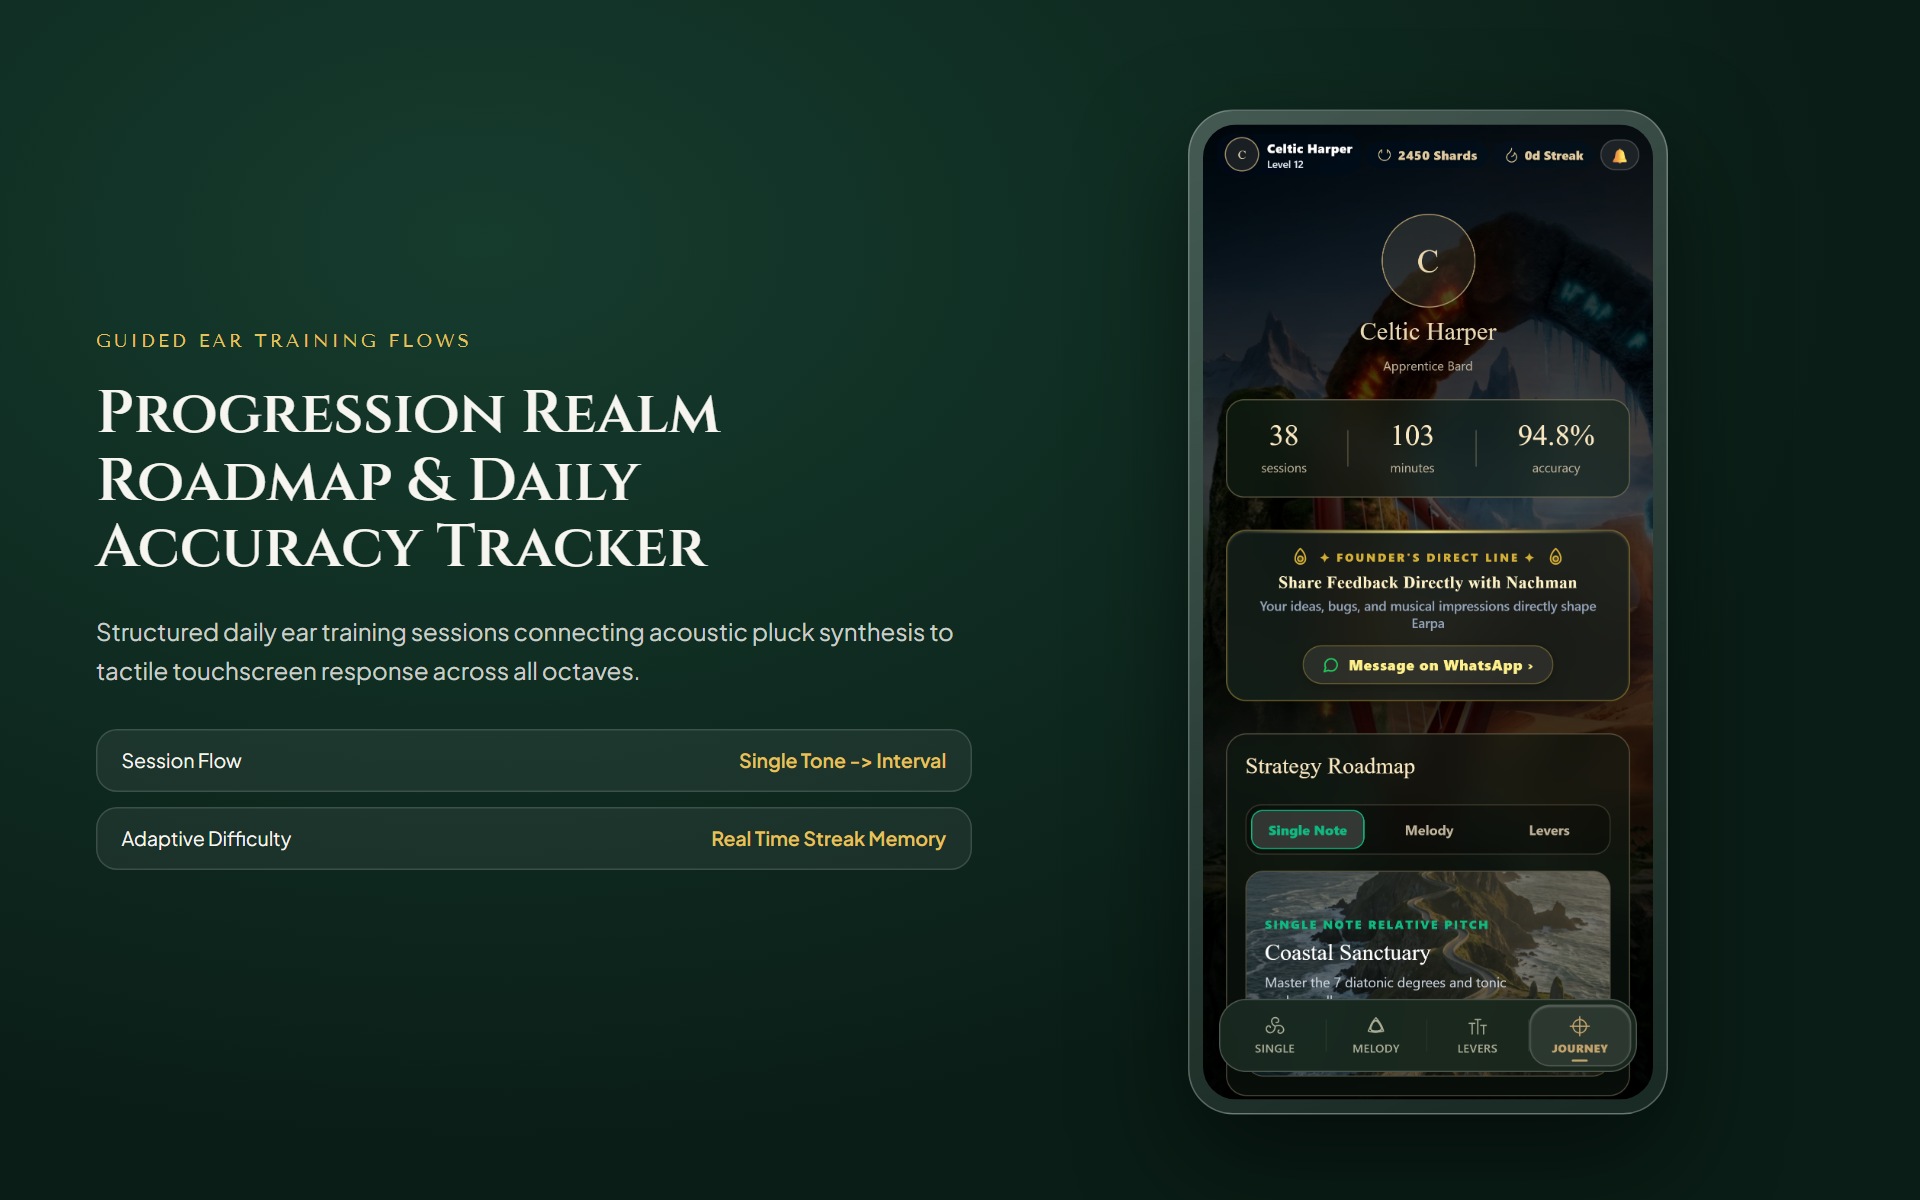 GUIDED EAR TRAINING FLOWS
Progression Realm
Roadmap & Daily
Accuracy Tracker
Structured daily ear training sessions connecting acoustic pluck synthesis to
tactile touchscreen response across all octaves.
Session Flow Single Tone -> Interval
Adaptive Difficulty Real Time Streak Memory
C Celtic Harper 2450 Shards 0d Streak
Level 12
C
Celtic Harper
Apprentice Bard
38 103 94.8%
sessions minutes accuracy
✦ FOUNDER'S DIRECT LINE ✦
Share Feedback Directly with Nachman
Your ideas, bugs, and musical impressions directly shape
Earpa
Message on WhatsApp ›
Strategy Roadmap
Single Note Melody Levers
SINGLE NOTE RELATIVE PITCH
Coastal Sanctuary
Master the 7 diatonic degrees and tonic
SINGLE MELODY LEVERS JOURNEY